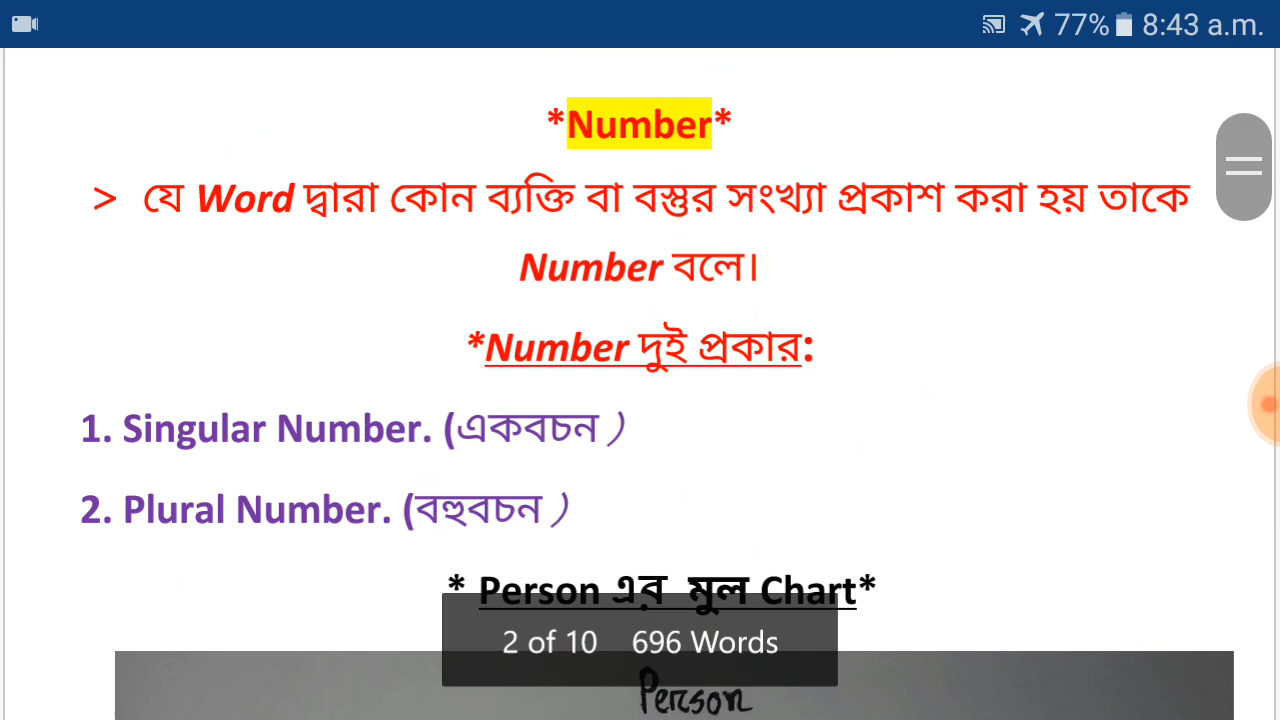 77% 8:43 a.m.
*Number*
> যে Word দ্বারা কোন ব্যক্তি বা বস্তুর সংখ্যা প্রকাশ করা হয় তাকে
Number বলে।
*Number দুই প্রকার:
1. Singular Number. (একবচন )
2. Plural Number. (বহুবচন )
* Person এর মুল Chart*
2 of 10 696 Words
Person